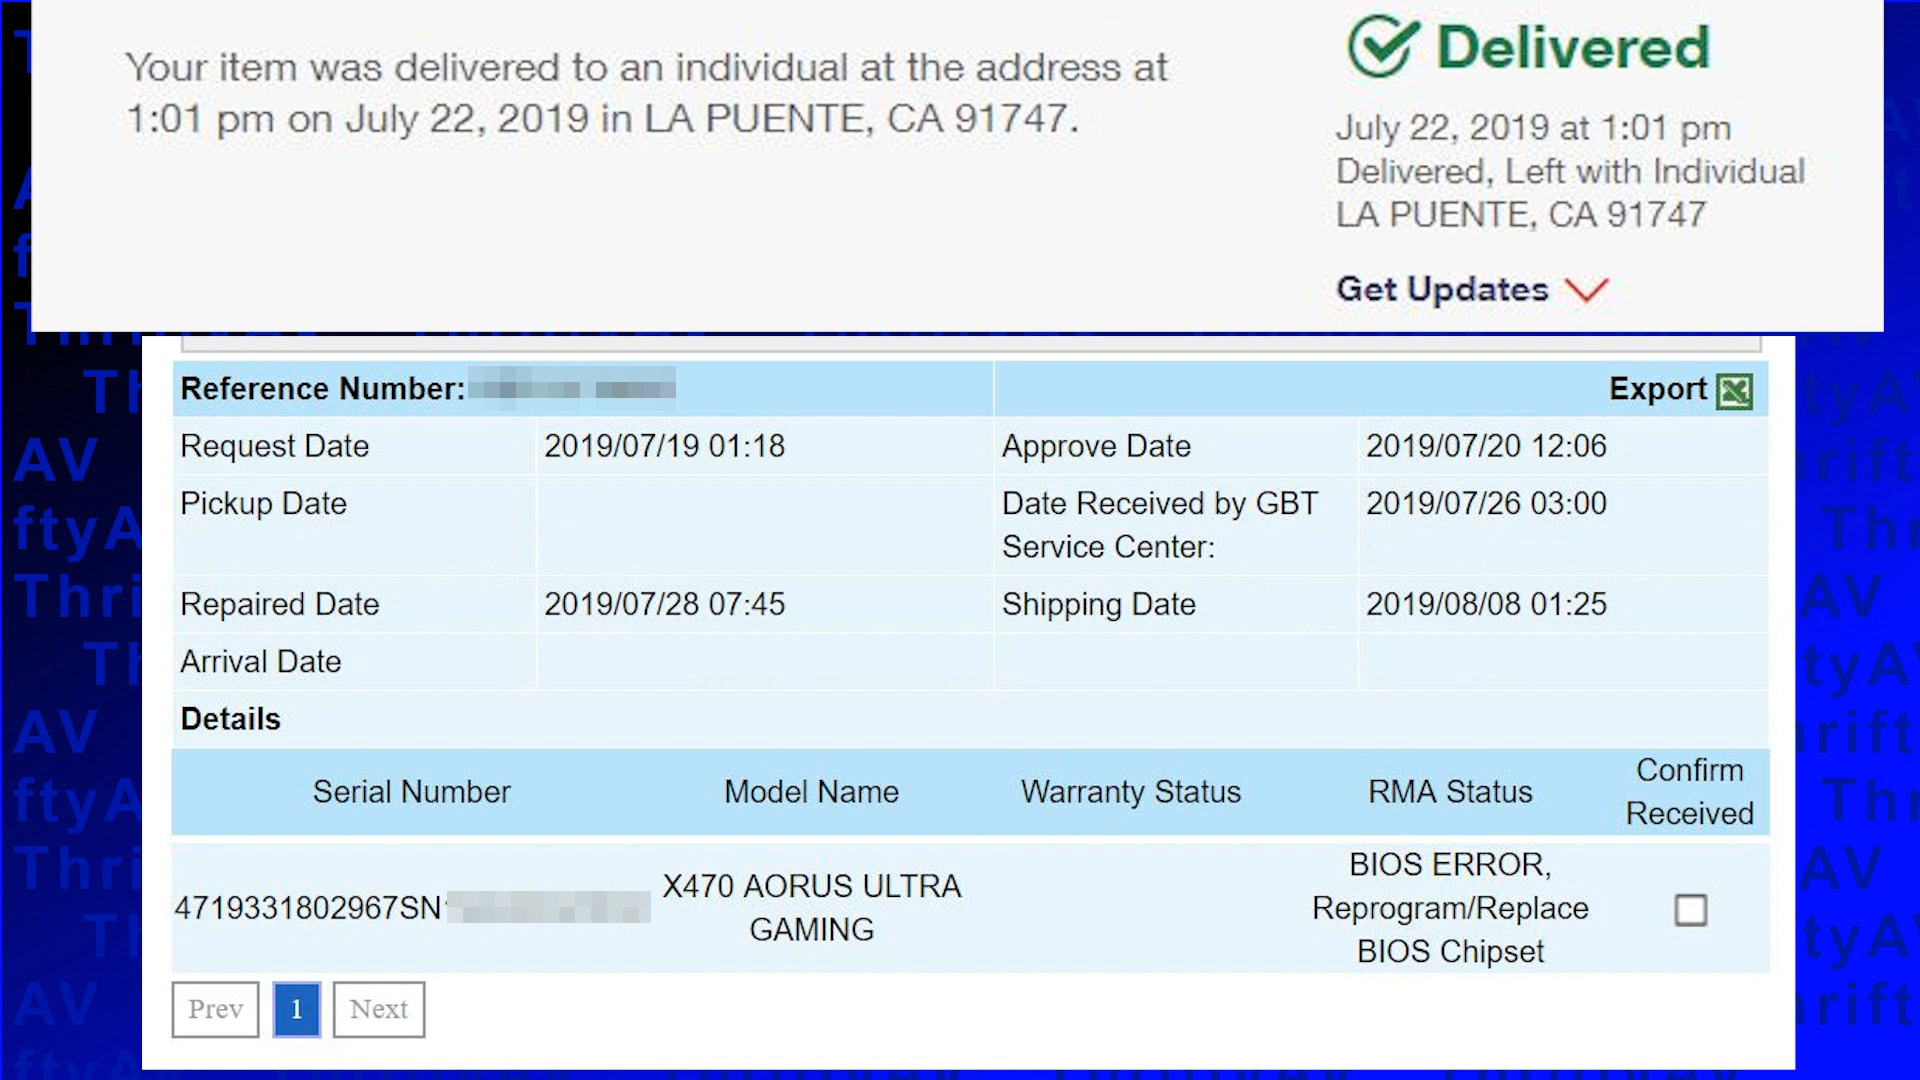 Your item was delivered to an individual at the address at
1:01 pm on July 22, 2019 in LA PUENTE, CA 91747.
Delivered
July 22, 2019 at 1:01 pm
Delivered, Left with Individual
LA PUENTE, CA 91747
Get Updates
Reference Number:
Export
Request Date 2019/07/19 01:18 Approve Date 2019/07/20 12:06
Pickup Date Date Received by GBT 2019/07/26 03:00
Service Center:
Repaired Date 2019/07/28 07:45 Shipping Date 2019/08/08 01:25
Arrival Date
Details
Serial Number Model Name Warranty Status RMA Status Confirm
Received
4719331802967SN
X470 AORUS ULTRA
GAMING
BIOS ERROR,
Reprogram/Replace
BIOS Chipset
Prev 1 Next